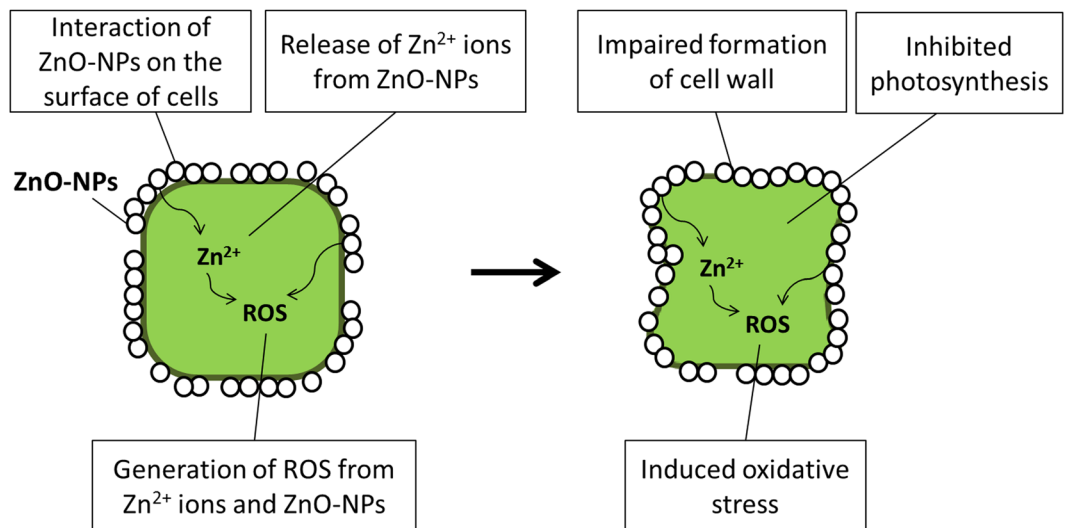 Interaction of
ZnO-NPs on the
surface of cells
Release of Zn²⁺ ions
from ZnO-NPs
ZnO-NPs
Zn²⁺
ROS
Generation of ROS from
Zn²⁺ ions and ZnO-NPs
Impaired formation
of cell wall
Inhibited
photosynthesis
Zn²⁺
ROS
Induced oxidative
stress